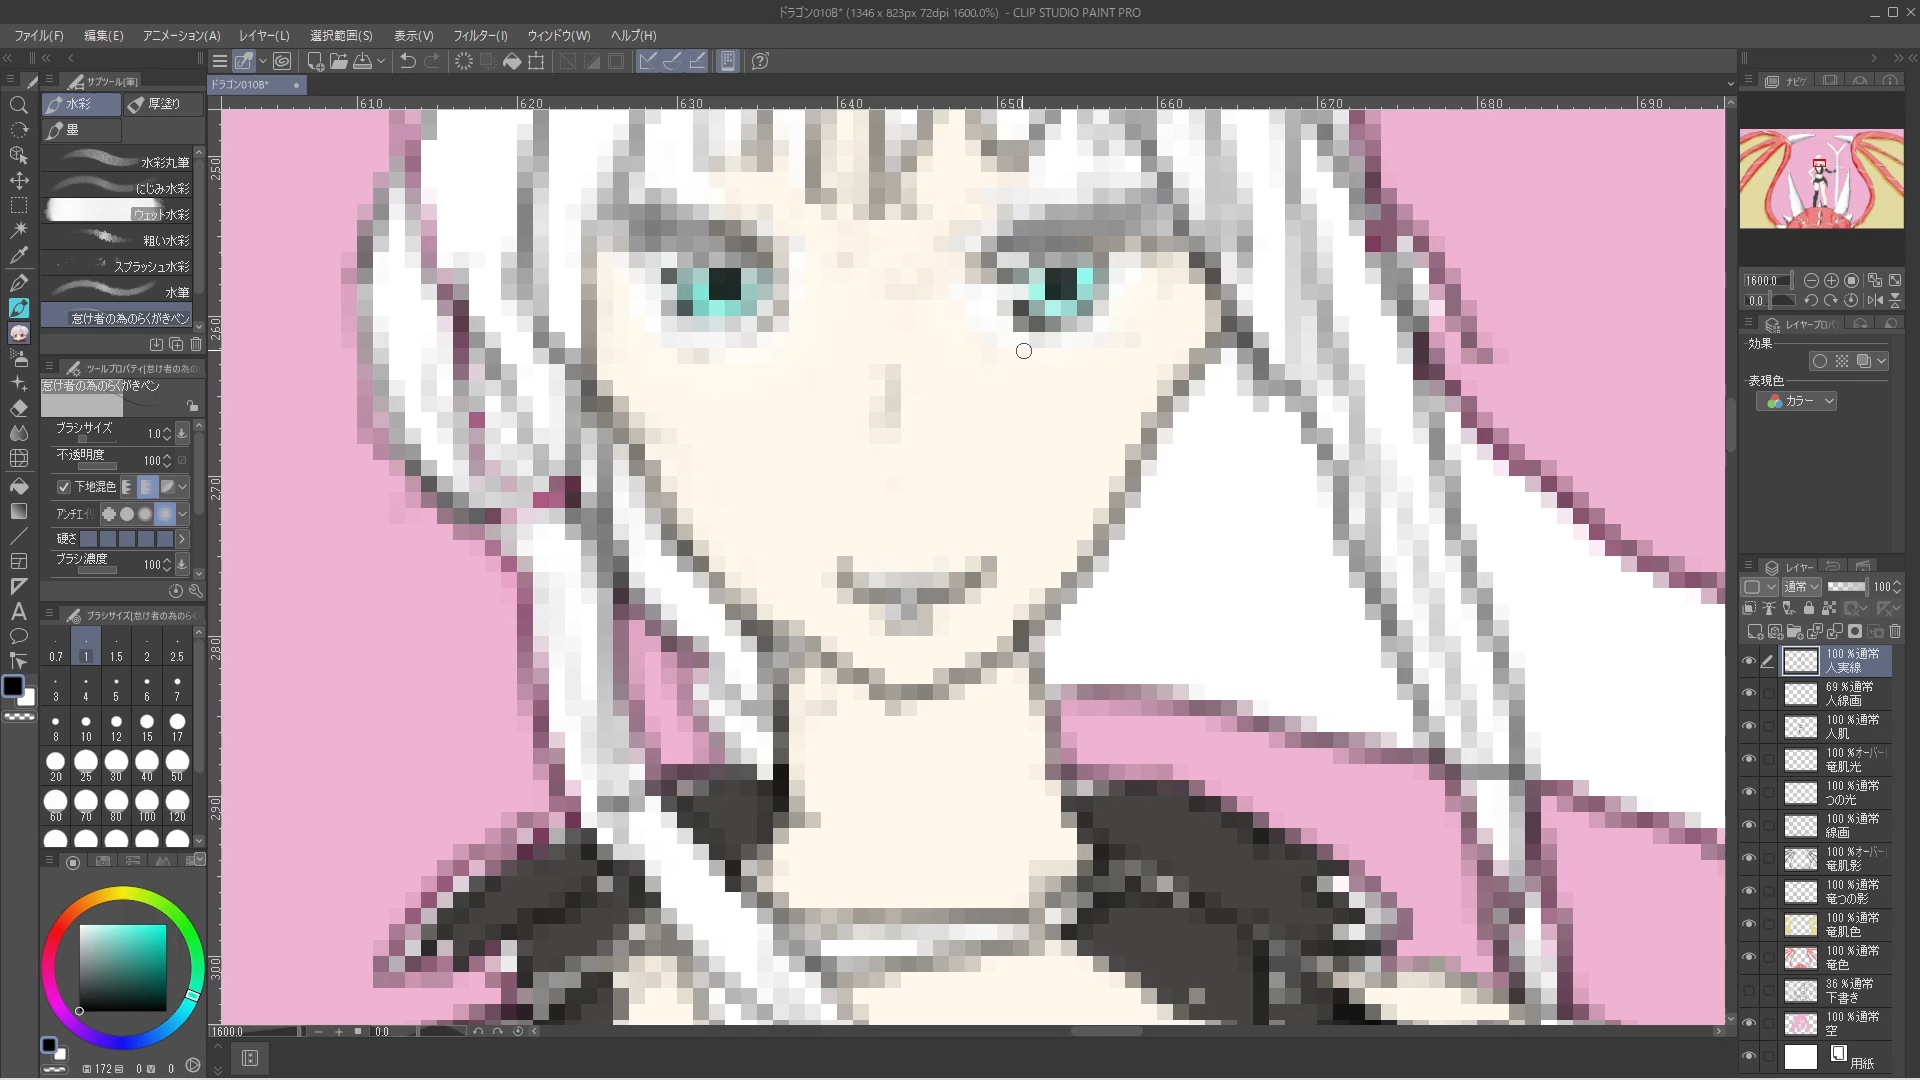 ドラゴン010B* (1346 x 823px 72dpi 1600.0%) - CLIP STUDIO PAINT PRO
ファイル(F) 編集(E) アニメーション(A) レイヤー(L) 選択範囲(S) 表示(V) フィルター(I) ウィンドウ(W) ヘルプ(H)
サブツール[筆]
水彩 厚塗り
墨
水彩丸筆
にじみ水彩
ウェット水彩
粗い水彩
スプラッシュ水彩
水筆
怠け者の為のらくがきペン
ツールプロパティ[怠け者の為の
怠け者の為のらくがきペン
ブラシサイズ 1.0
不透明度 100
下地混色
アンチエイリ
硬さ
ブラシ濃度 100
ブラシサイズ[怠け者の為のらく
0.7 1 1.5 2 2.5
3 4 5 6 7
8 10 12 15 17
20 25 30 40 50
60 70 80 100 120
H 172 S 0 V 0
ドラゴン010B*
610 620 630 640 650 660 670 680 690
250
260
270
280
290
300
1600.0 0.0
ナビゲ
1600.0
0.0
レイヤープロパ
効果
表現色
カラー
レイヤー
通常 100
100 %通常
人実線
69 %通常
人線画
100 %通常
人肌
100 %オーバー
竜肌光
100 %通常
つの光
100 %通常
線画
100 %オーバー
竜肌影
100 %通常
竜つの影
100 %通常
竜肌色
100 %通常
竜色
36 %通常
下書き
100 %通常
空
用紙